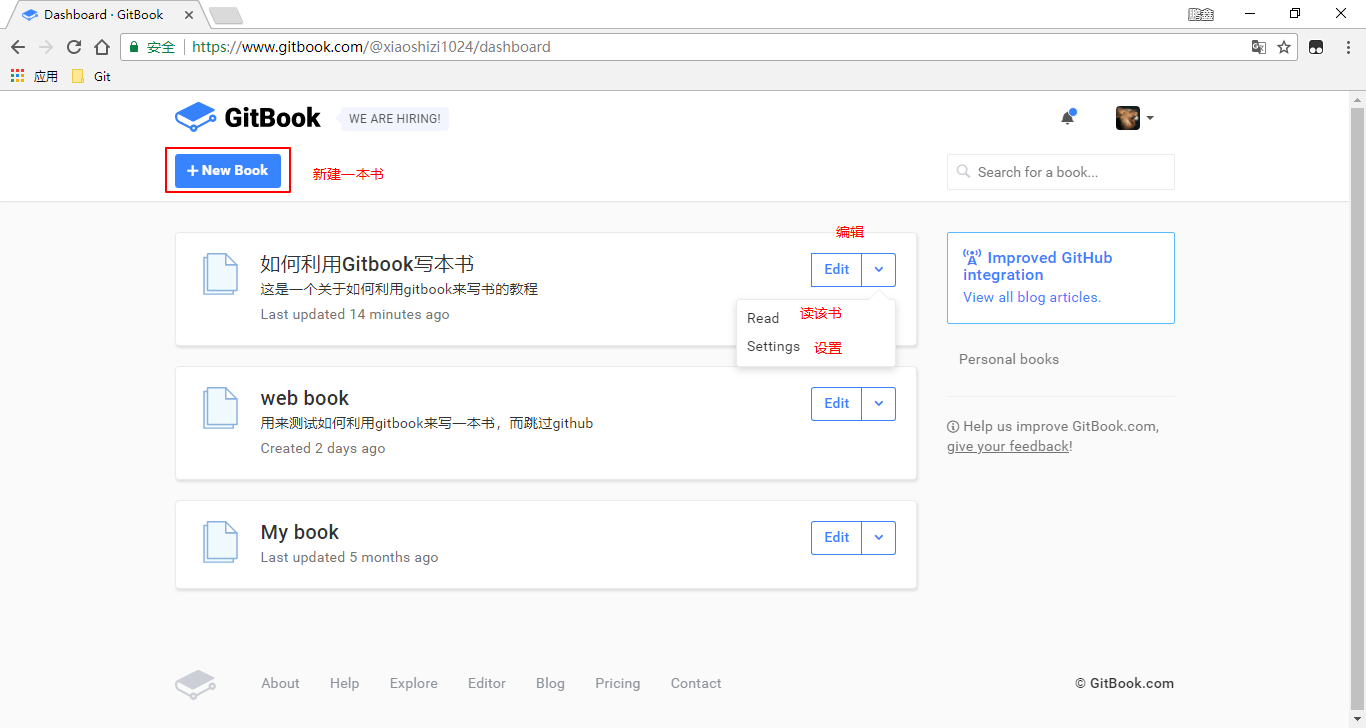 Dashboard · GitBook
鹏鑫
安全
https://www.gitbook.com/@xiaoshizi1024/dashboard
应用
Git
GitBook
WE ARE HIRING!
+ New Book
新建一本书
Search for a book...
编辑
如何利用Gitbook写本书
这是一个关于如何利用gitbook来写书的教程
Last updated 14 minutes ago
Edit
Read
读该书
Settings
设置
web book
用来测试如何利用gitbook来写一本书，而跳过github
Created 2 days ago
Edit
My book
Last updated 5 months ago
Edit
Improved GitHub
integration
View all blog articles.
Personal books
Help us improve GitBook.com,
give your feedback!
About
Help
Explore
Editor
Blog
Pricing
Contact
© GitBook.com